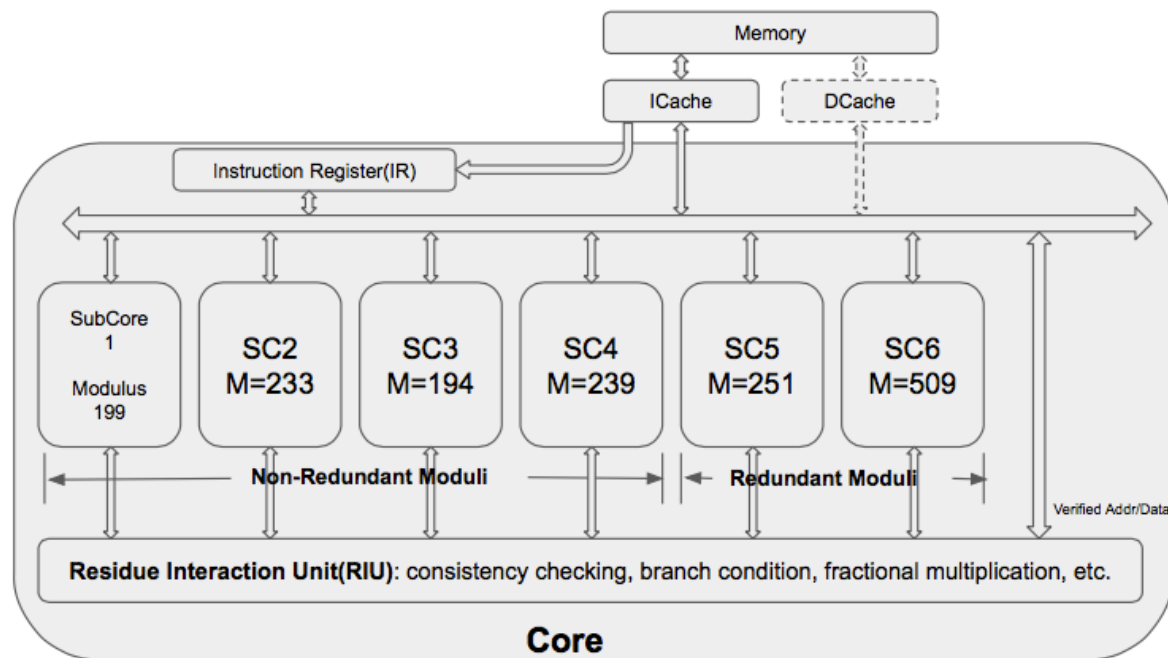 Memory
ICache
DCache
Instruction Register(IR)
SubCore
1
Modulus
199
SC2
M=233
SC3
M=194
SC4
M=239
SC5
M=251
SC6
M=509
Non-Redundant Moduli
Redundant Moduli
Verified Addr/Data
Residue Interaction Unit(RIU): consistency checking, branch condition, fractional multiplication, etc.
Core